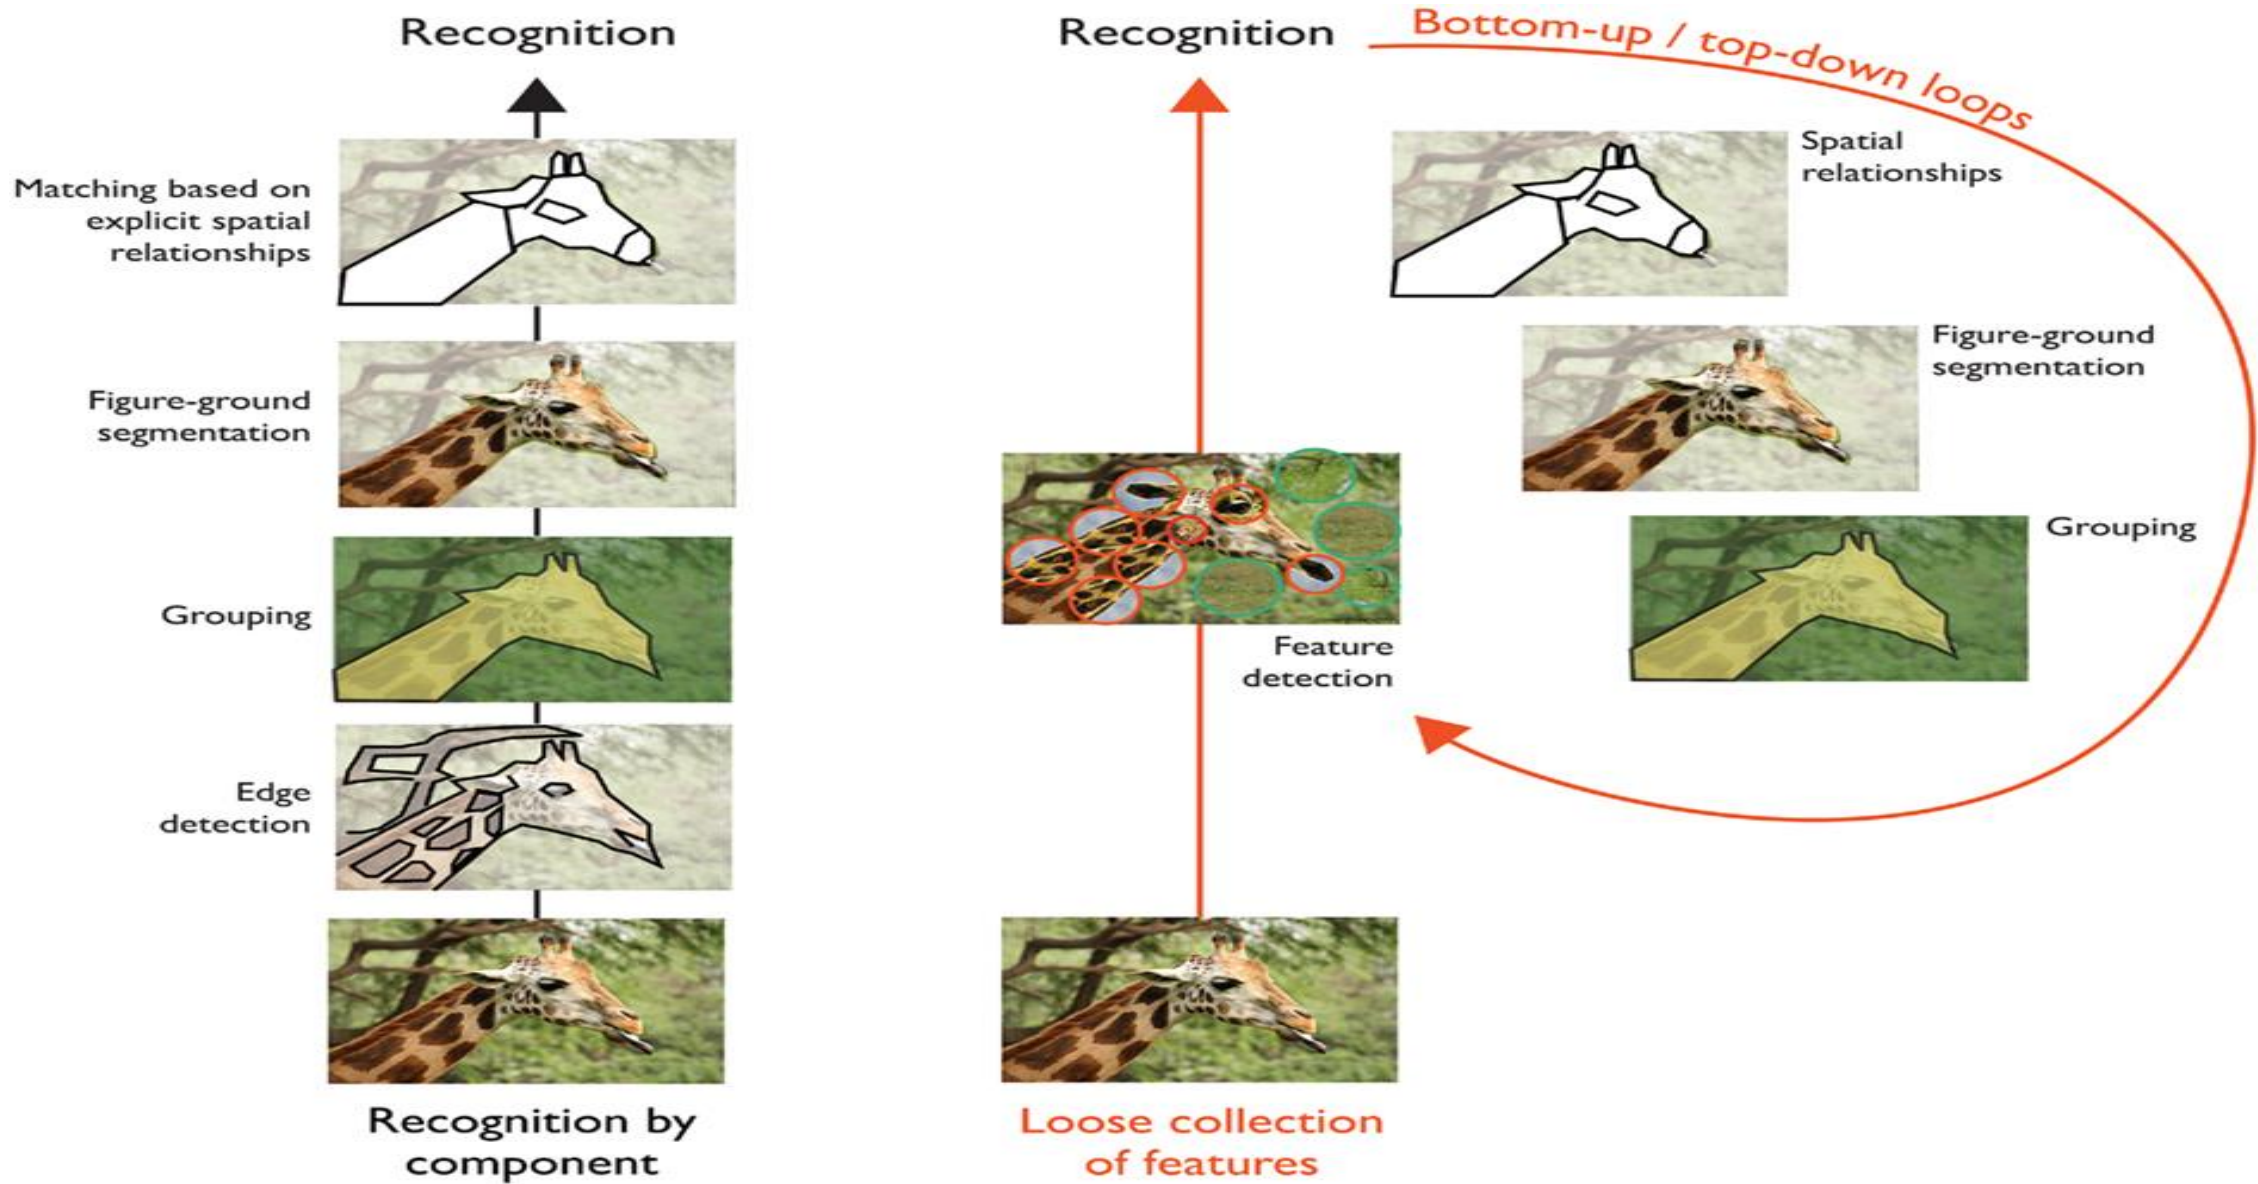 Recognition
Matching based on
explicit spatial
relationships
Figure-ground
segmentation
Grouping
Edge
detection
Recognition by
component
Recognition
Bottom-up / top-down loops
Spatial
relationships
Figure-ground
segmentation
Grouping
Feature
detection
Loose collection
of features